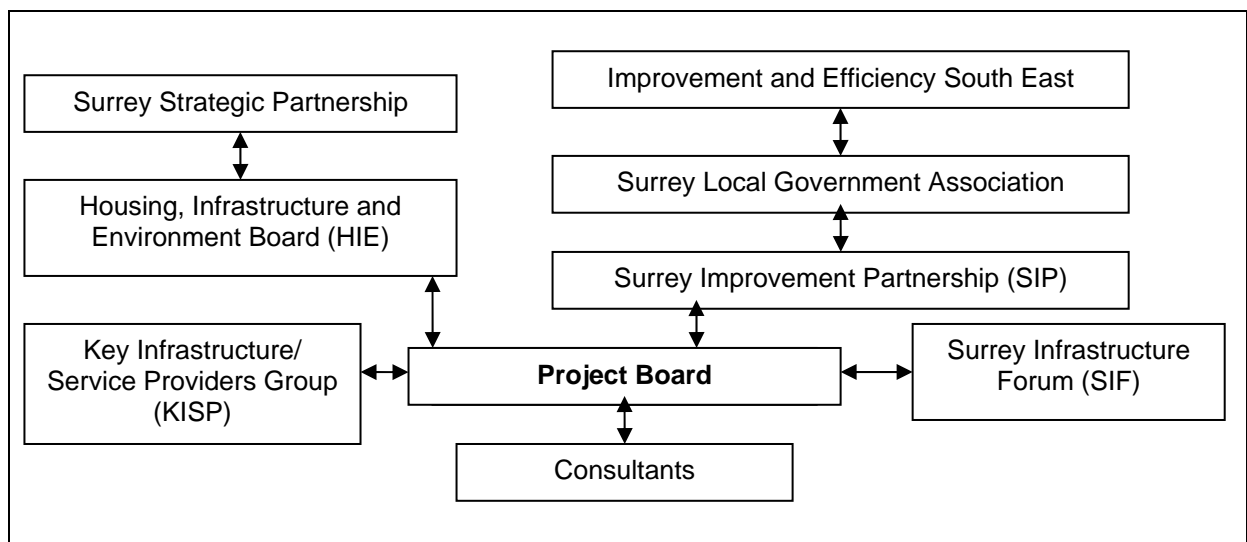 Improvement and Efficiency South East
Surrey Strategic Partnership
Surrey Local Government Association
Housing, Infrastructure and
Environment Board (HIE)
Surrey Improvement Partnership (SIP)
Key Infrastructure/
Service Providers Group
(KISP)
Project Board
Surrey Infrastructure
Forum (SIF)
Consultants